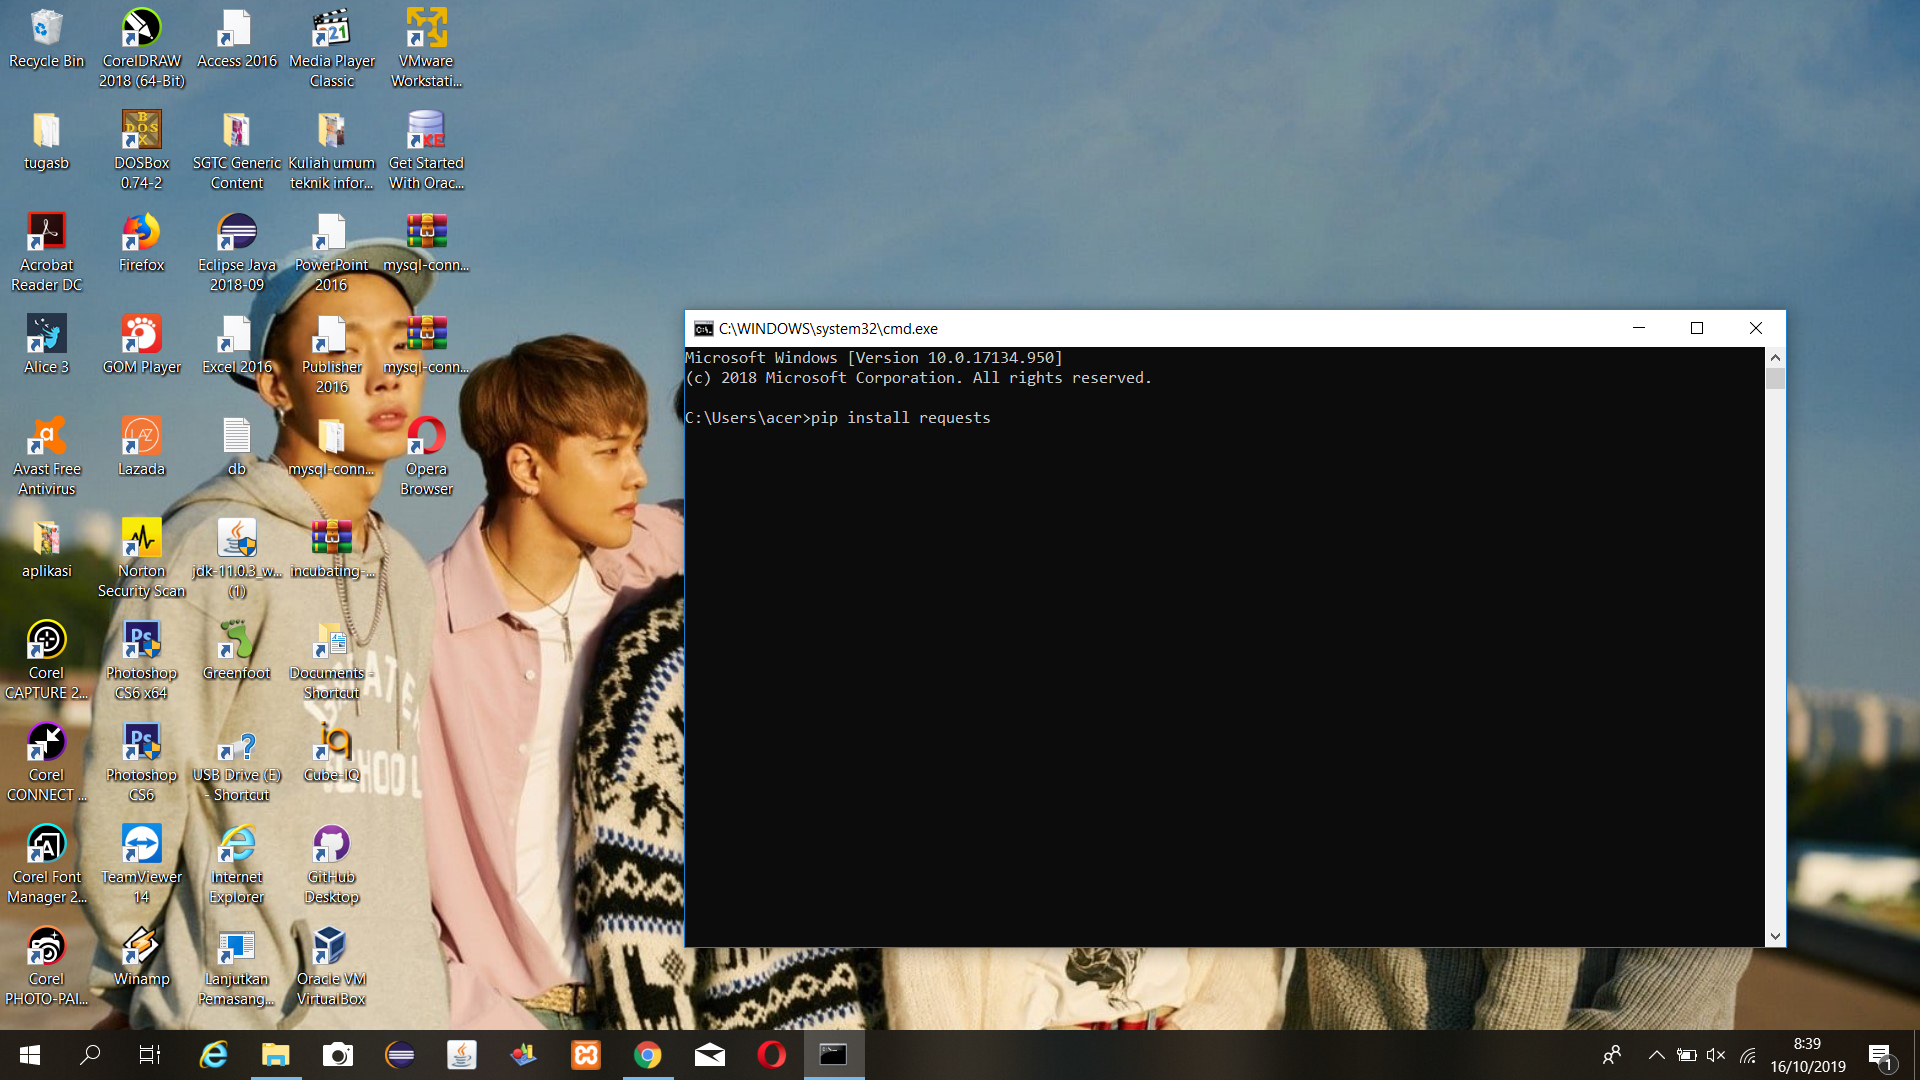 Recycle Bin
CorelDRAW
2018 (64-Bit)
Access 2016
Media Player
Classic
VMware
Workstati...
tugasb
DOSBox
0.74-2
SGTC Generic
Content
Kuliah umum
teknik infor...
Get Started
With Orac...
Acrobat
Reader DC
Firefox
Eclipse Java
2018-09
PowerPoint
2016
mysql-conn...
Alice 3
GOM Player
Excel 2016
Publisher
2016
mysql-conn...
Avast Free
Antivirus
Lazada
db
mysql-conn...
Opera
Browser
aplikasi
Norton
Security Scan
jdk-11.0.3_w...
(1)
incubating-...
Corel
CAPTURE 2...
Photoshop
CS6 x64
Greenfoot
Documents -
Shortcut
Corel
CONNECT ...
Photoshop
CS6
USB Drive (E)
- Shortcut
Cube-IQ
Corel Font
Manager 2...
TeamViewer
14
Internet
Explorer
GitHub
Desktop
Corel
PHOTO-PAI...
Winamp
Lanjutkan
Pemasang...
Oracle VM
VirtualBox
C:\WINDOWS\system32\cmd.exe
Microsoft Windows [Version 10.0.17134.950]
(c) 2018 Microsoft Corporation. All rights reserved.
C:\Users\acer>pip install requests
8:39
16/10/2019
1